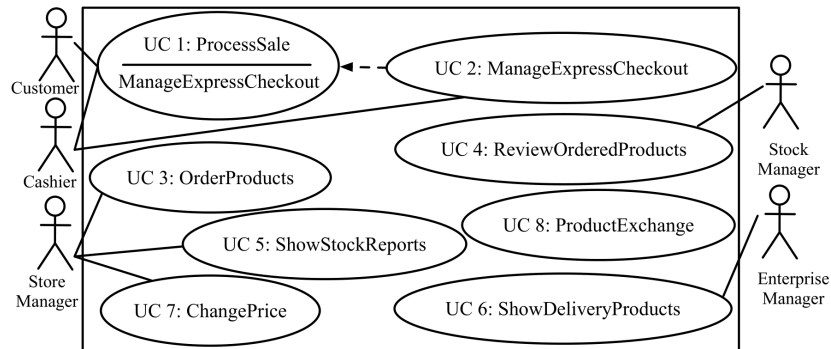 UC 1: ProcessSale
ManageExpressCheckout
UC 2: ManageExpressCheckout
Customer
UC 4: ReviewOrderedProducts
Stock
Manager
Cashier
UC 3: OrderProducts
UC 8: ProductExchange
UC 5: ShowStockReports
Store
Manager
Enterprise
Manager
UC 7: ChangePrice
UC 6: ShowDeliveryProducts